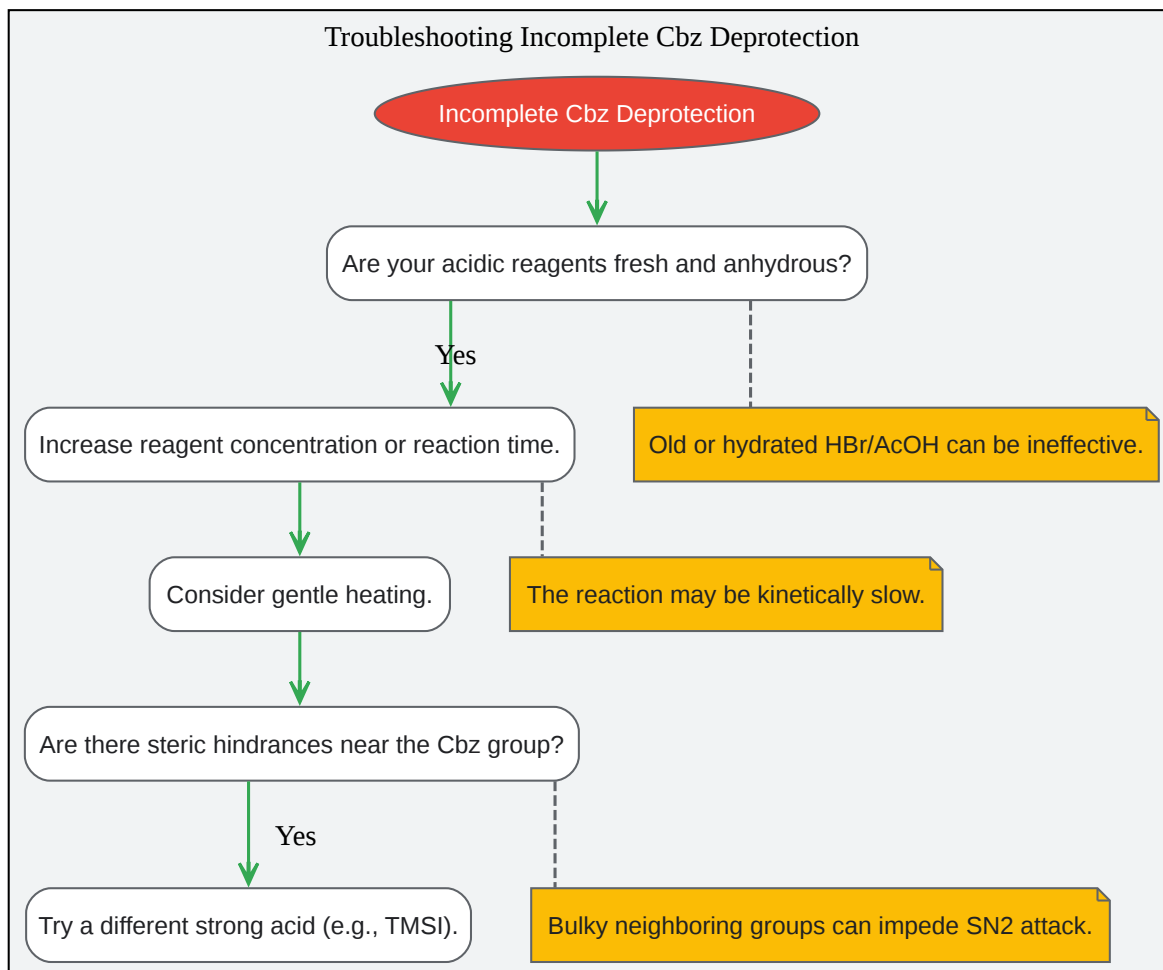 Troubleshooting Incomplete Cbz Deprotection
Incomplete Cbz Deprotection
Are your acidic reagents fresh and anhydrous?
Yes
Increase reagent concentration or reaction time.
Old or hydrated HBr/AcOH can be ineffective.
Consider gentle heating.
The reaction may be kinetically slow.
Are there steric hindrances near the Cbz group?
Yes
Try a different strong acid (e.g., TMSI).
Bulky neighboring groups can impede SN2 attack.